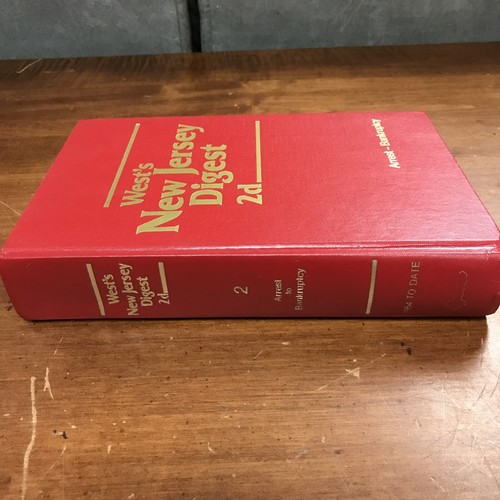 West's
New Jersey
Digest
2d
Arrest – Bankruptcy
West's
New Jersey
Digest
2d
2
Arrest
to
Bankruptcy
TO DATE